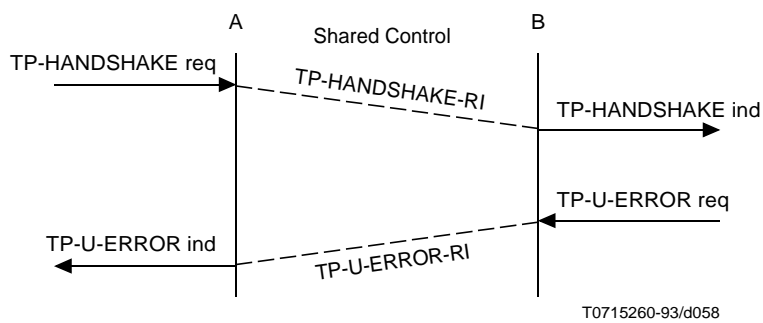 A
B
Shared Control
TP-HANDSHAKE req
TP-HANDSHAKE-RI
TP-HANDSHAKE ind
TP-U-ERROR req
TP-U-ERROR ind
TP-U-ERROR-RI
T0715260-93/d058